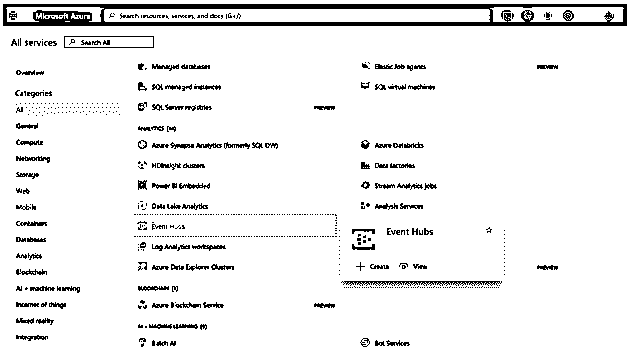 Microsoft Azure
Search resources, services, and docs (G+/)
All services
Search All
Overview
Categories
All
General
Compute
Networking
Storage
Web
Mobile
Containers
Databases
Analytics
Blockchain
AI + machine learning
Internet of things
Mixed reality
Integration
Managed databases
Elastic Job agents
PREVIEW
SQL managed instances
SQL virtual machines
SQL Server registries
PREVIEW
ANALYTICS
Azure Synapse Analytics (formerly SQL DW)
Azure Databricks
HDInsight clusters
Data factories
Power BI Embedded
Stream Analytics jobs
Data Lake Analytics
Analysis Services
Event Hubs
Event Hubs
Create
View
Log Analytics workspaces
Azure Data Explorer Clusters
PREVIEW
BLOCKCHAIN
Azure Blockchain Service
PREVIEW
AI + MACHINE LEARNING
Batch AI
Bot Services